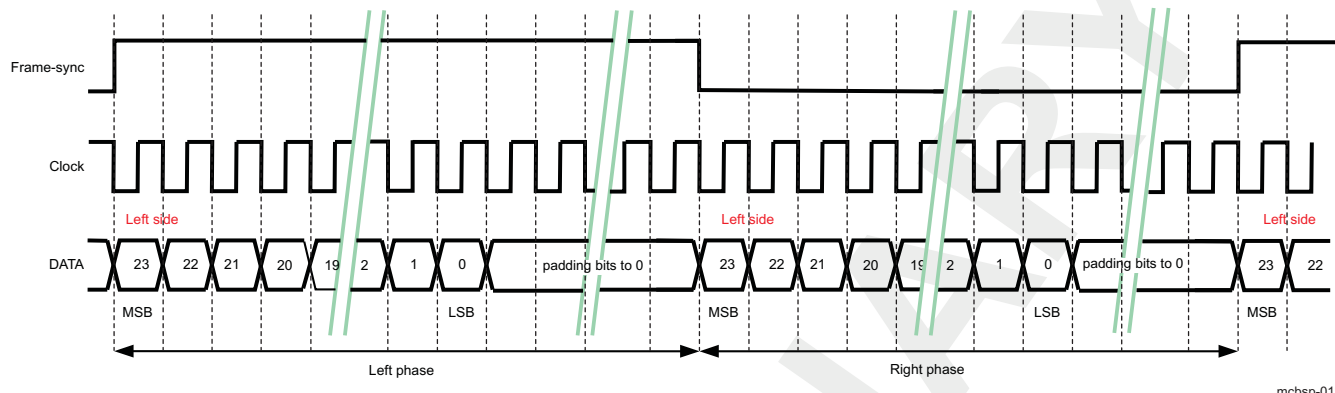 Frame-sync
Clock
Left side Left side Left side
DATA 23 22 21 20 19 2 1 0 padding bits to 0 23 22 21 20 19 2 1 0 padding bits to 0 23 22
MSB LSB MSB LSB MSB
Left phase Right phase